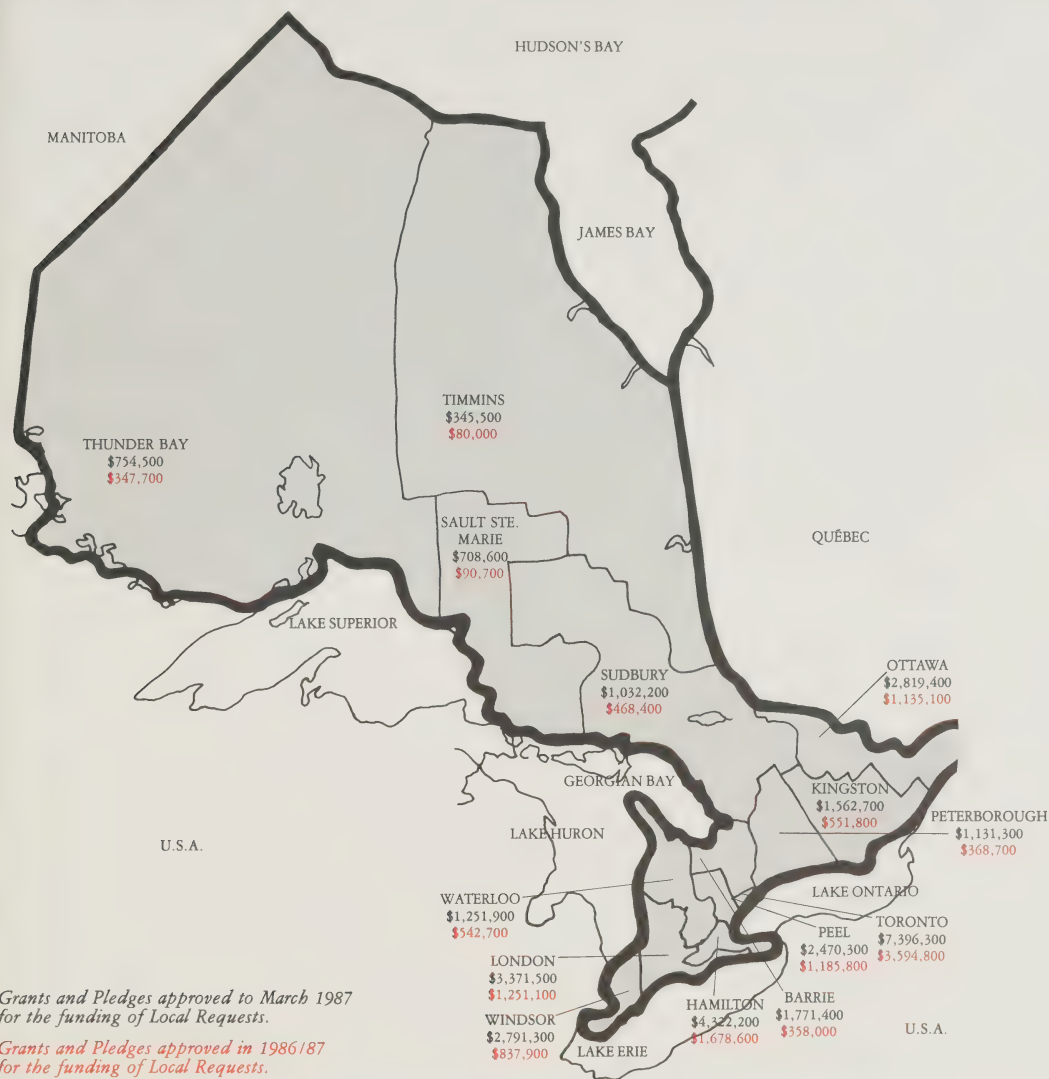 HUDSON'S BAY
MANITOBA
JAMES BAY
TIMMINS
$345,500
$80,000
THUNDER BAY
$754,500
$347,700
SAULT STE.
MARIE
$708,600
$90,700
QUÉBEC
LAKE SUPERIOR
SUDBURY
$1,032,200
$468,400
OTTAWA
$2,819,400
$1,135,100
GEORGIAN BAY
KINGSTON
$1,562,700
$551,800
PETERBOROUGH
$1,131,300
$368,700
LAKE HURON
U.S.A.
WATERLOO
$1,251,900
$542,700
LAKE ONTARIO
TORONTO
$7,396,300
$3,594,800
PEEL
$2,470,300
$1,185,800
LONDON
$3,371,500
$1,251,100
BARRIE
$1,771,400
$358,000
HAMILTON
$4,322,200
$1,678,600
WINDSOR
$2,791,300
$837,900
LAKE ERIE
U.S.A.
Grants and Pledges approved to March 1987
for the funding of Local Requests.
Grants and Pledges approved in 1986/87
for the funding of Local Requests.